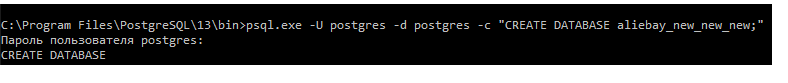 C:\Program Files\PostgreSQL\13\bin>psql.exe -U postgres -d postgres -c "CREATE DATABASE aliebay_new_new_new;"
Пароль пользователя postgres:
CREATE DATABASE